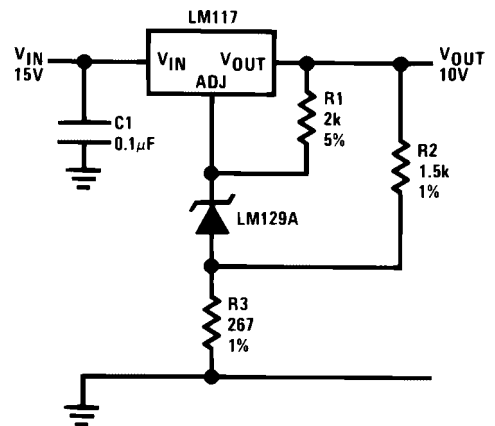 LM117
VIN
15V
VIN
VOUT
ADJ
VOUT
10V
C1
0.1μF
R1
2k
5%
R2
1.5k
1%
LM129A
R3
267
1%